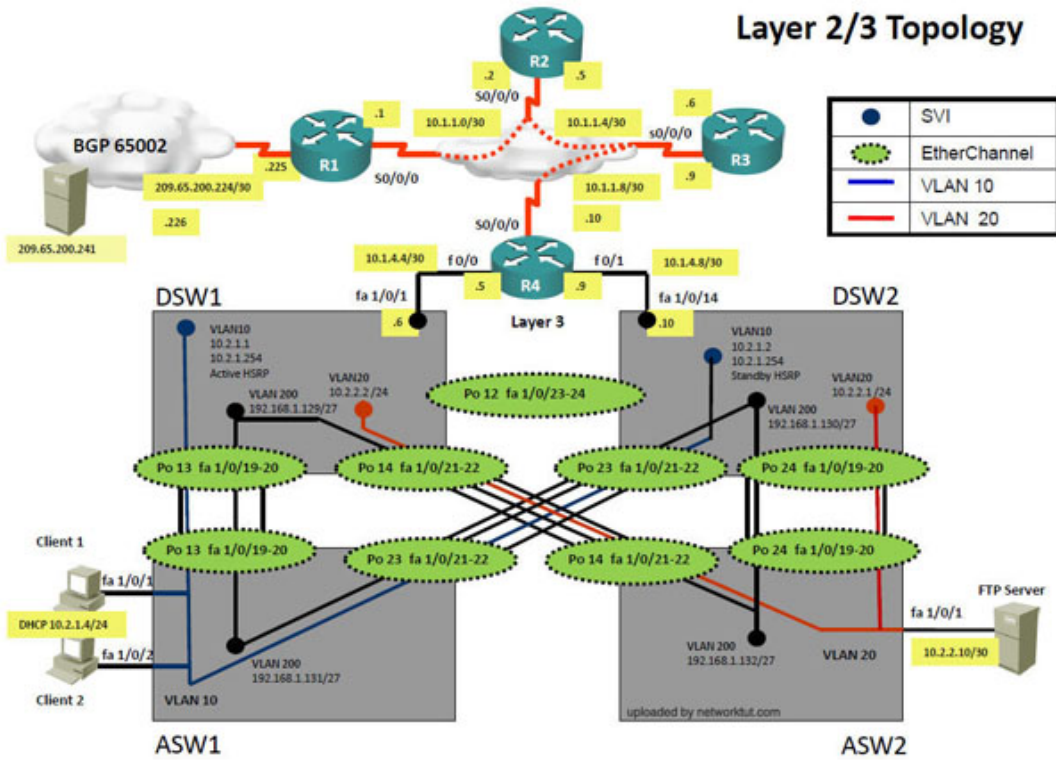 Layer 2/3 Topology
R2
.2
.5
S0/0/0
.1
10.1.1.0/30
10.1.1.4/30
.6
s0/0/0
SVI
EtherChannel
VLAN 10
VLAN 20
BGP 65002
R1
R3
.225
S0/0/0
.9
209.65.200.224/30
10.1.1.8/30
.226
.10
S0/0/0
209.65.200.241
10.1.4.4/30
f 0/0
R4
f 0/1
10.1.4.8/30
.5
.9
DSW1
fa 1/0/1
Layer 3
fa 1/0/14
DSW2
.6
.10
VLAN10
10.2.1.1
10.2.1.254
Active HSRP
VLAN10
10.2.1.2
10.2.1.254
Standby HSRP
VLAN 200
192.168.1.129/27
VLAN20
10.2.2.2 /24
Po 12 fa 1/0/23-24
VLAN 200
192.168.1.130/27
VLAN20
10.2.2.1 /24
Po 13 fa 1/0/19-20
Po 14 fa 1/0/21-22
Po 23 fa 1/0/21-22
Po 24 fa 1/0/19-20
Po 13 fa 1/0/19-20
Po 23 fa 1/0/21-22
Po 14 fa 1/0/21-22
Po 24 fa 1/0/19-20
Client 1
fa 1/0/1
DHCP 10.2.1.4/24
fa 1/0/2
Client 2
FTP Server
fa 1/0/1
10.2.2.10/30
VLAN 200
192.168.1.131/27
VLAN 10
VLAN 200
192.168.1.132/27
VLAN 20
uploaded by networktut.com
ASW1
ASW2